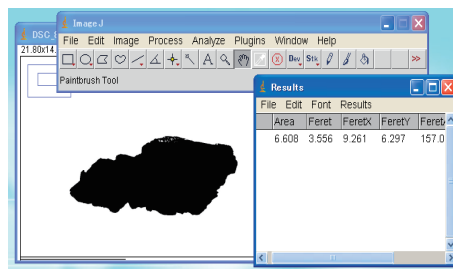 ImageJ
DSC_
21.80x14.
File Edit Image Process Analyze Plugins Window Help
A Dev Stk >>
Paintbrush Tool
Results
File Edit Font Results
Area Feret FeretX FeretY Feret
6.608 3.556 9.261 6.297 157.0